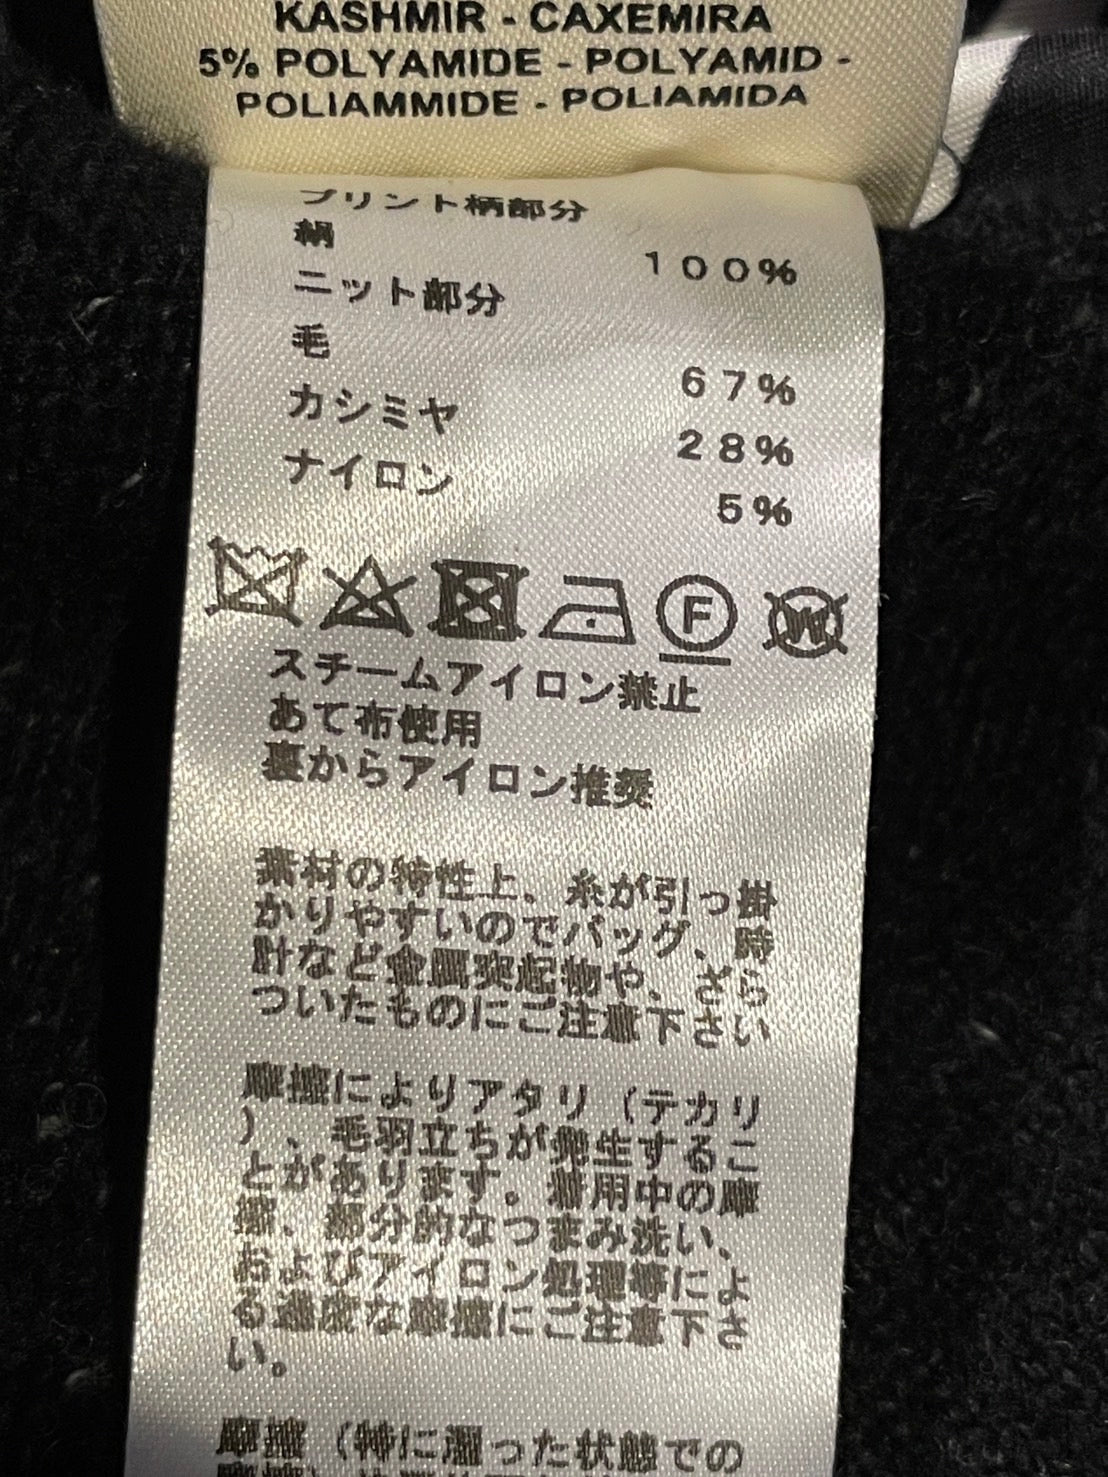 KASHMIR - CAXEMIRA
5% POLYAMIDE - POLYAMID -
POLIAMMIDE - POLIAMIDA
プリント柄部分
絹
100%
ニット部分
毛
67%
カシミヤ
28%
ナイロン
5%
F
W
スチームアイロン禁止
あて布使用
裏からアイロン推奨
素材の特性上、糸が引っ掛
かりやすいのでバッグ、時
計など金属突起物や、ざら
ついたものにご注意下さい
摩擦によりアタリ（テカリ
）、毛羽立ちが発生するこ
とがあります。着用中の摩
擦、部分的なつまみ洗い、
およびアイロン処理等によ
る過度な摩擦にご注意下さ
い。
摩擦（特に湿った状態での